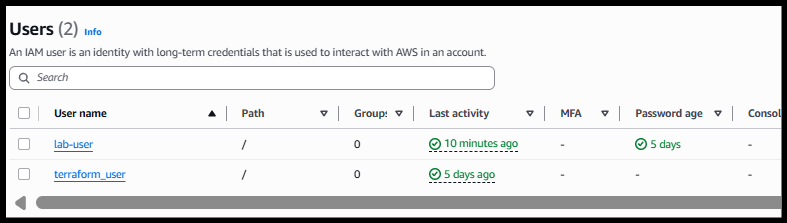 Users (2) Info
An IAM user is an identity with long-term credentials that is used to interact with AWS in an account.
Search
User name Path Groups Last activity MFA Password age Consol
lab-user / 0 10 minutes ago - 5 days -
terraform_user / 0 5 days ago - - -